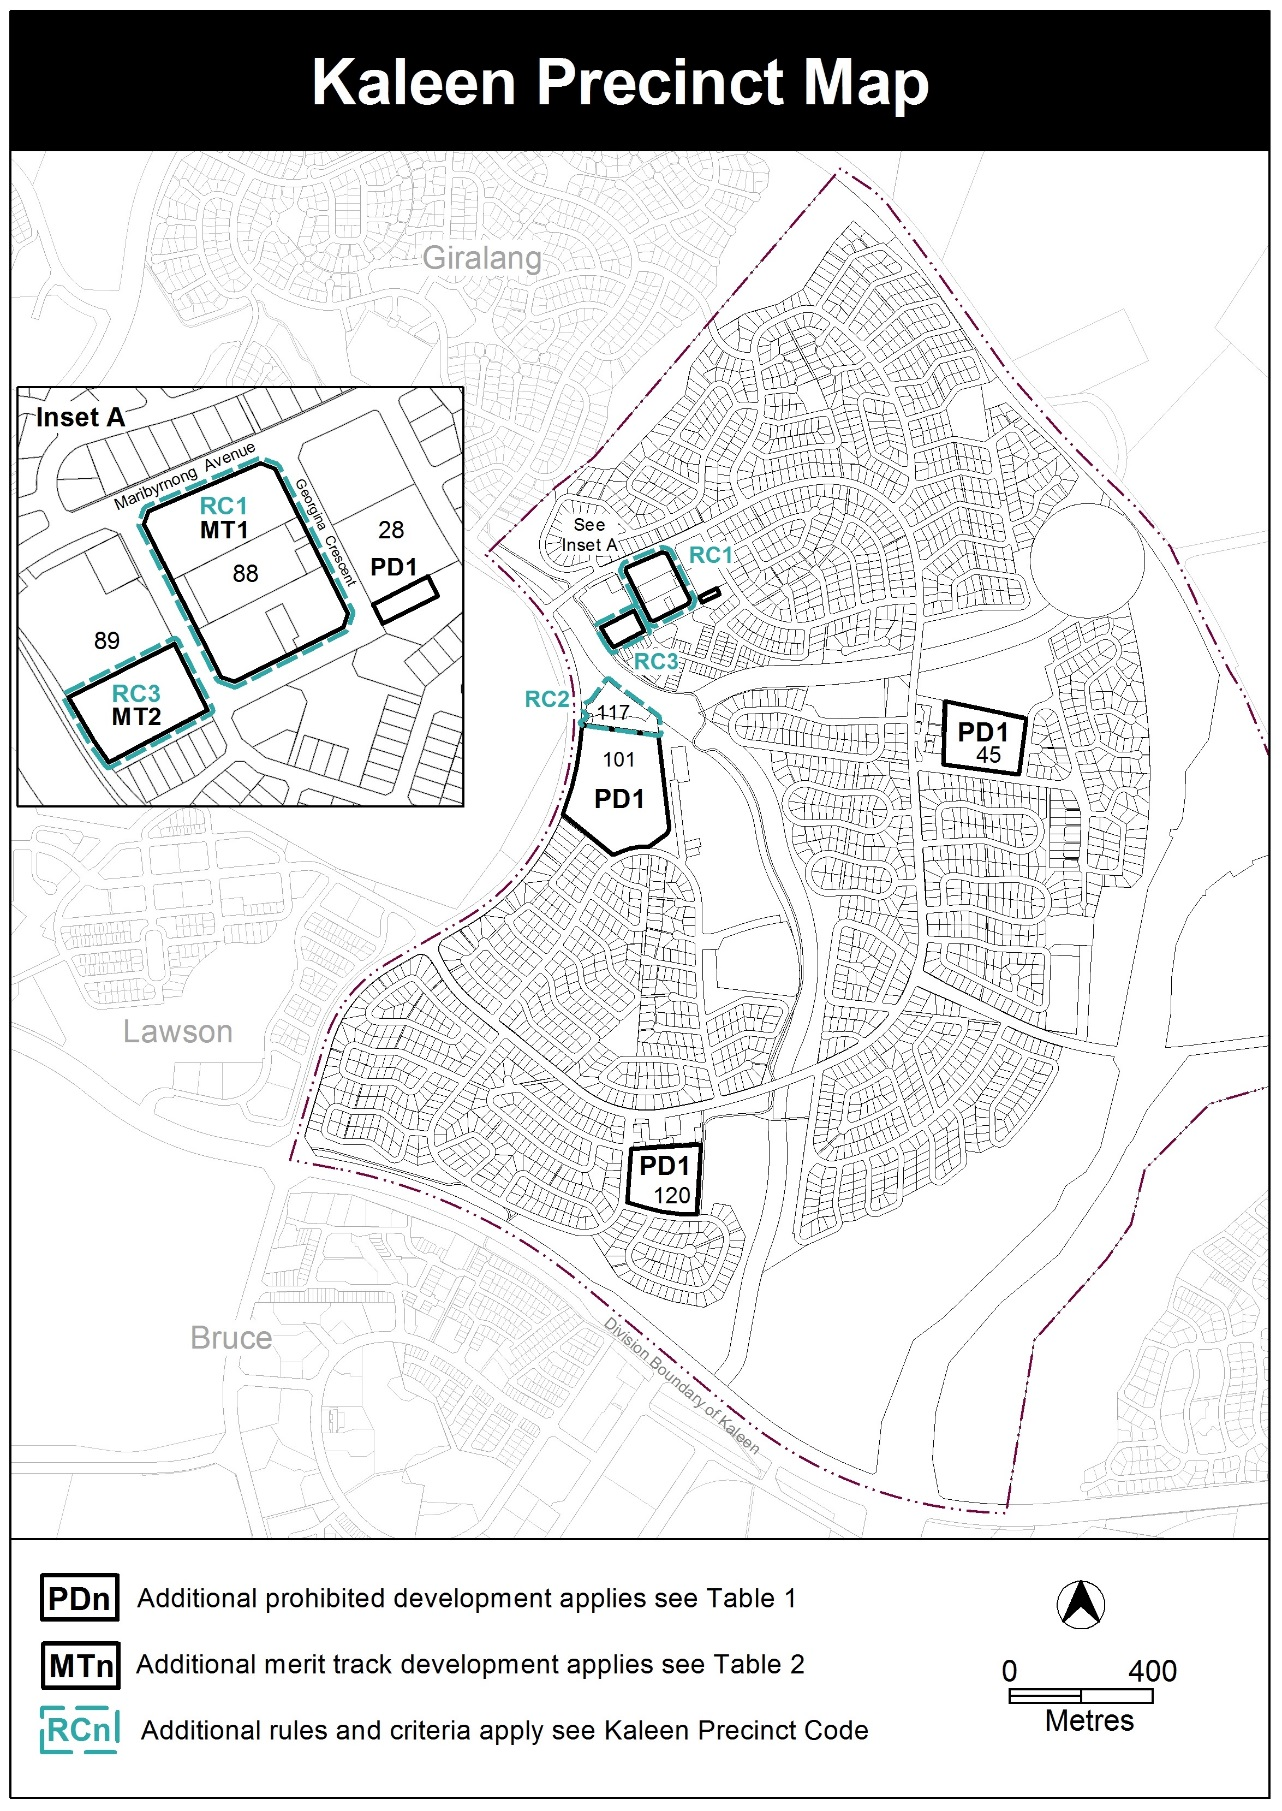 Kaleen Precinct Map
Giralang
Inset A
Maribyrnong Avenue
Georgina Crescent
RC1
MT1
88
28
PD1
89
RC3
MT2
See
Inset A
RC1
RC3
RC2
117
101
PD1
PD1
45
Lawson
PD1
120
Bruce
Division Boundary of Kaleen
PDn Additional prohibited development applies see Table 1
MTn Additional merit track development applies see Table 2
RCn Additional rules and criteria apply see Kaleen Precinct Code
0 400
Metres